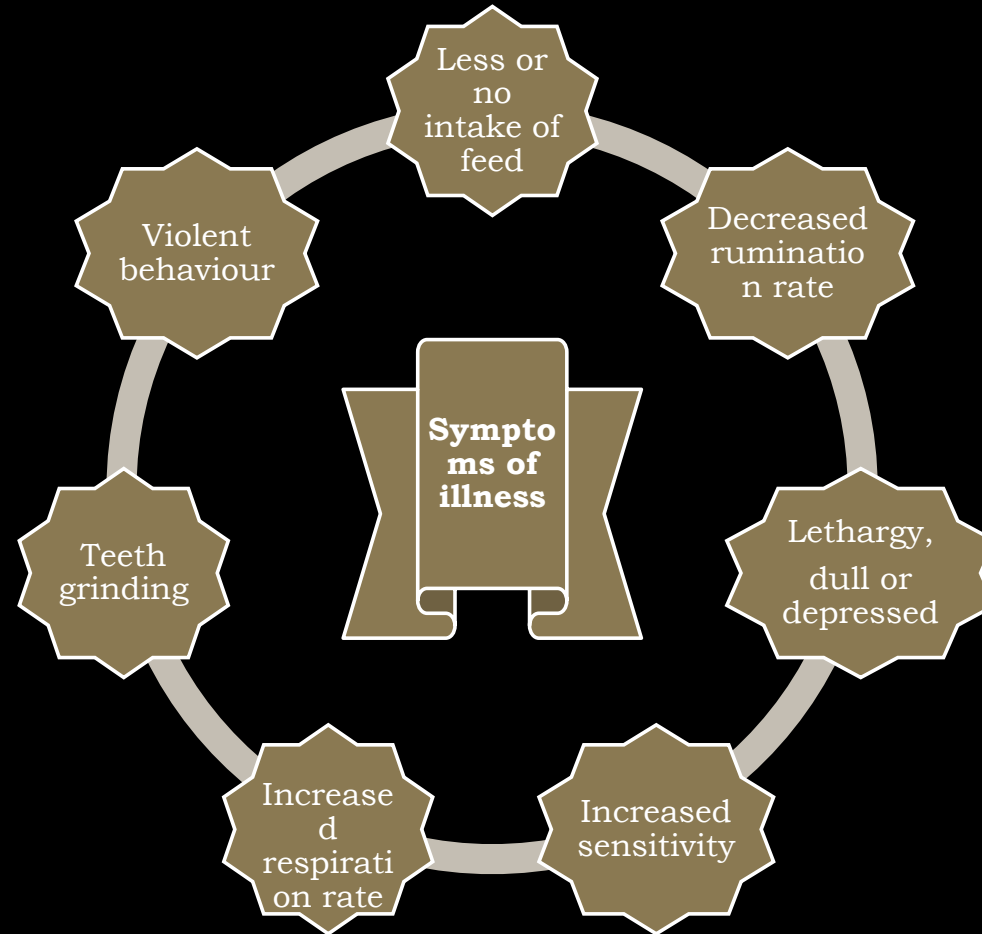 Less or
no
intake of
feed
Decreased
ruminatio
n rate
Lethargy,
dull or
depressed
Increased
sensitivity
Increase
d
respirati
on rate
Teeth
grinding
Violent
behaviour
Sympto
ms of
illness